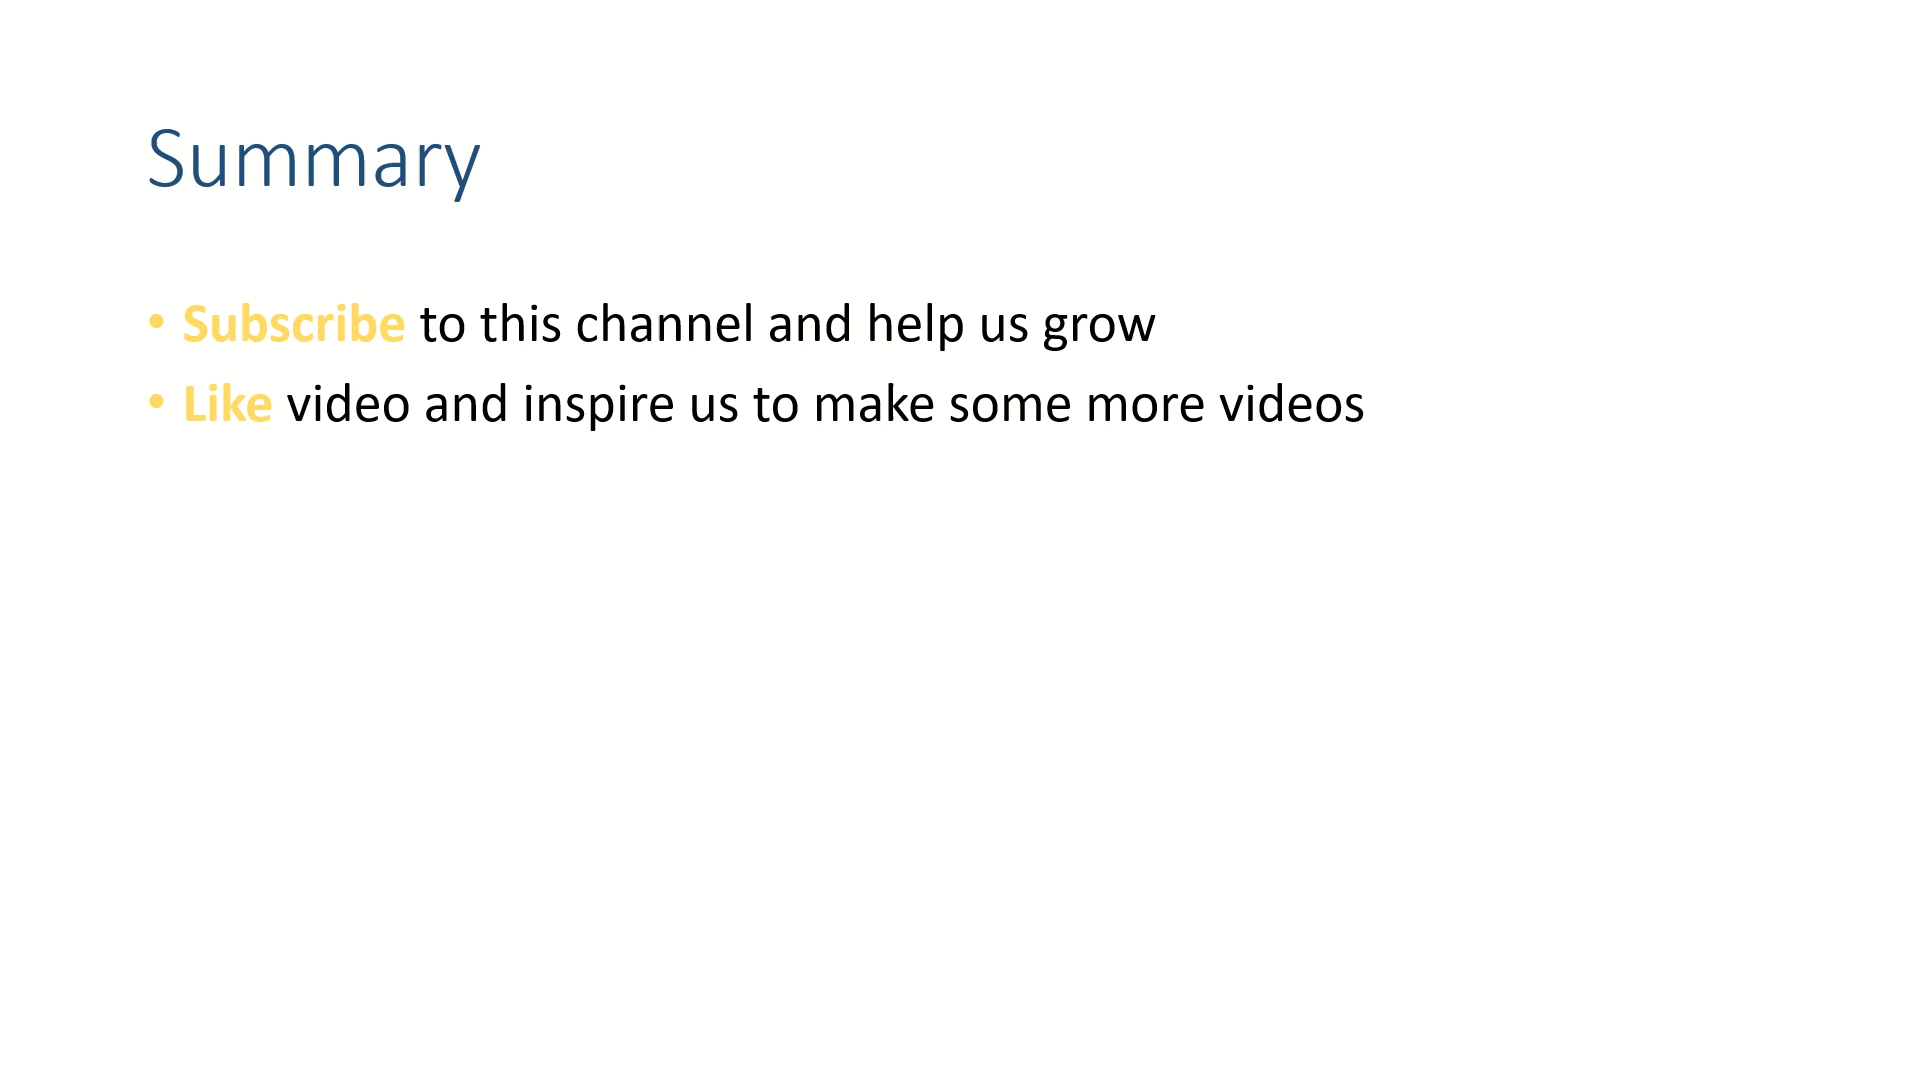 Summary
• Subscribe to this channel and help us grow
• Like video and inspire us to make some more videos